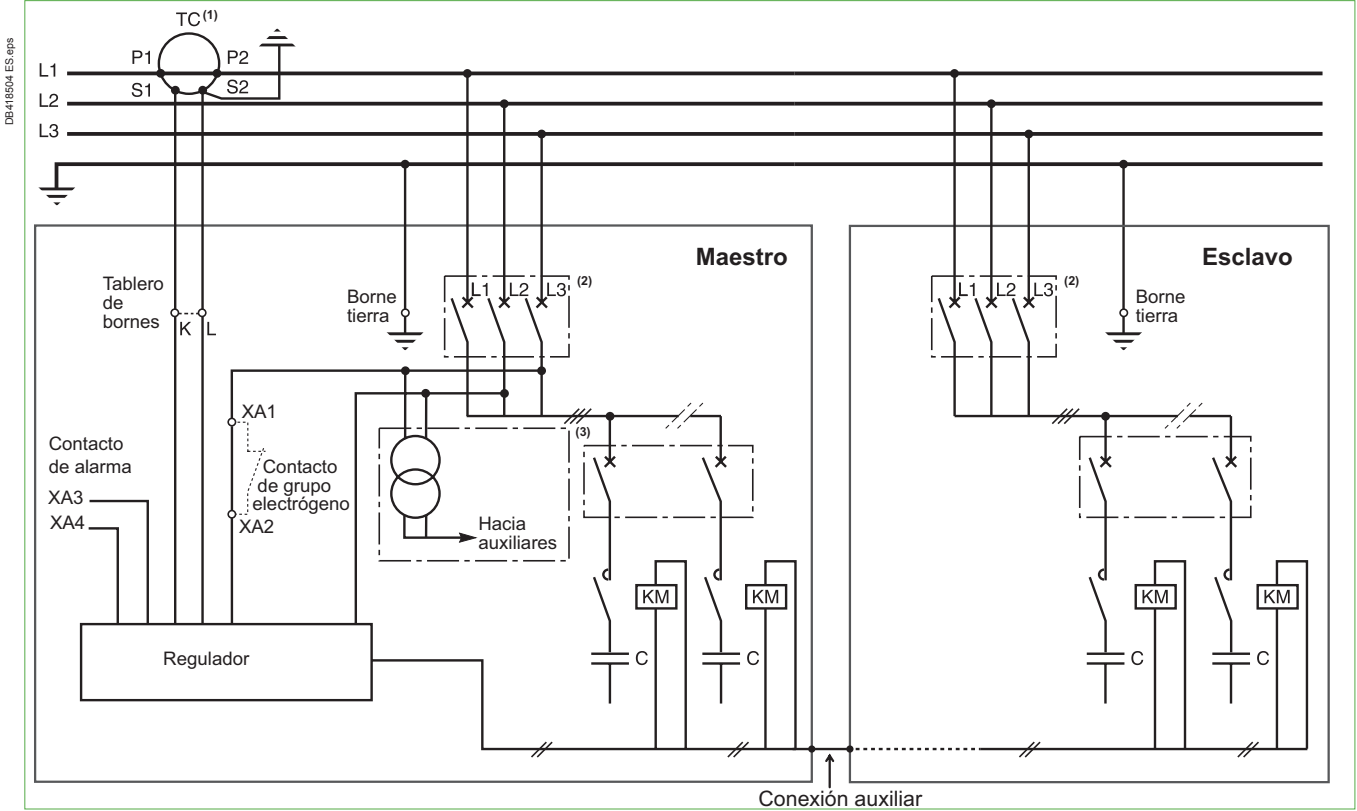 DB418504 ES.eps
TC (1)
P1
P2
L1
S1
S2
L2
L3
Maestro
Esclavo
Tablero
de
bornes
K
L
Borne
tierra
L1
L2
L3
(2)
L1
L2
L3
(2)
Borne
tierra
XA1
Contacto
de grupo
electrógeno
XA2
Contacto
de alarma
XA3
XA4
(3)
Hacia
auxiliares
KM
KM
KM
KM
C
C
C
C
Regulador
Conexión auxiliar